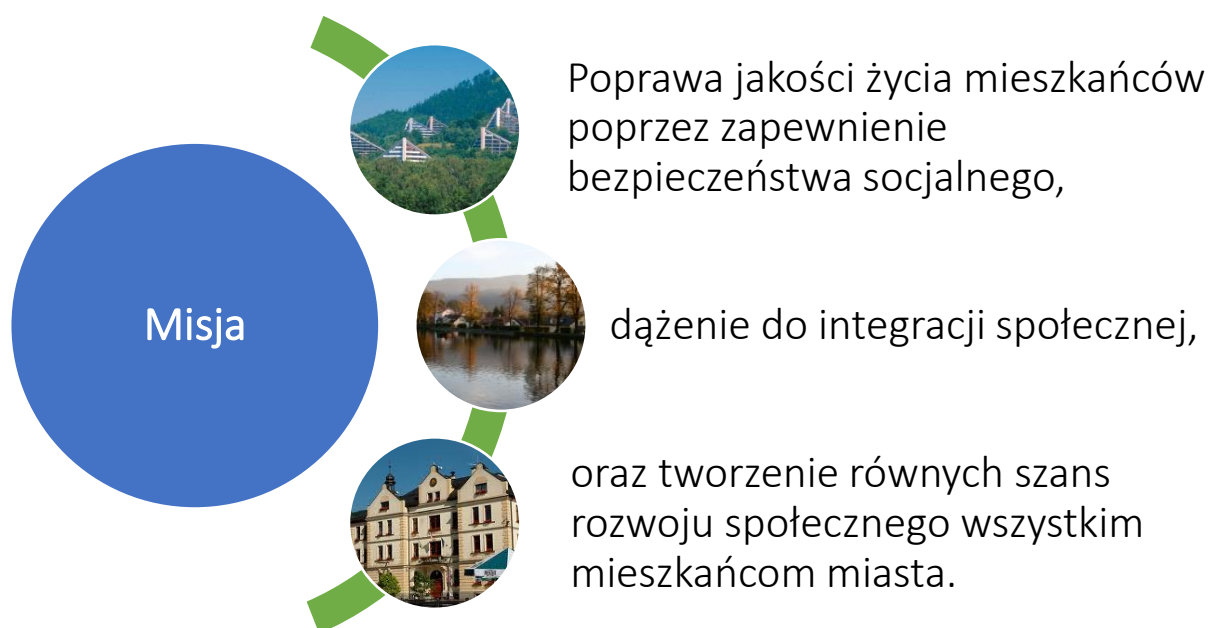 Misja
Poprawa jakości życia mieszkańców
poprzez zapewnienie
bezpieczeństwa socjalnego,
dążenie do integracji społecznej,
oraz tworzenie równych szans
rozwoju społecznego wszystkim
mieszkańcom miasta.